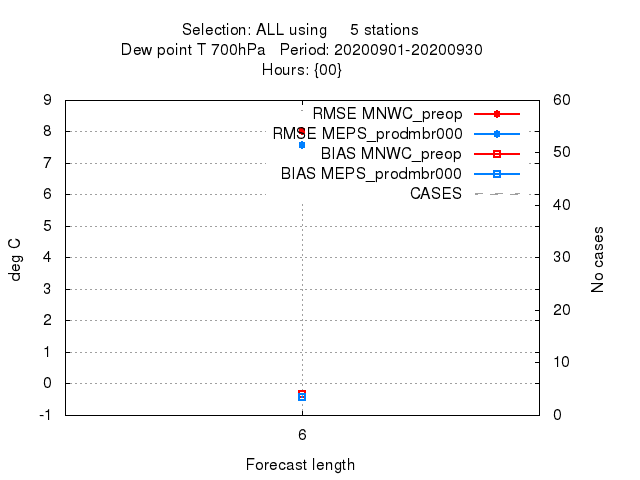 Selection: ALL using     5 stations
Dew point T 700hPa   Period: 20200901-20200930
Hours: {00}
9
8
7
6
5
4
3
2
1
0
-1
60
50
40
30
20
10
0
RMSE MNWC_preop
RMSE MEPS_prodmbr000
BIAS MNWC_preop
BIAS MEPS_prodmbr000
CASES
deg C
No cases
6
Forecast length